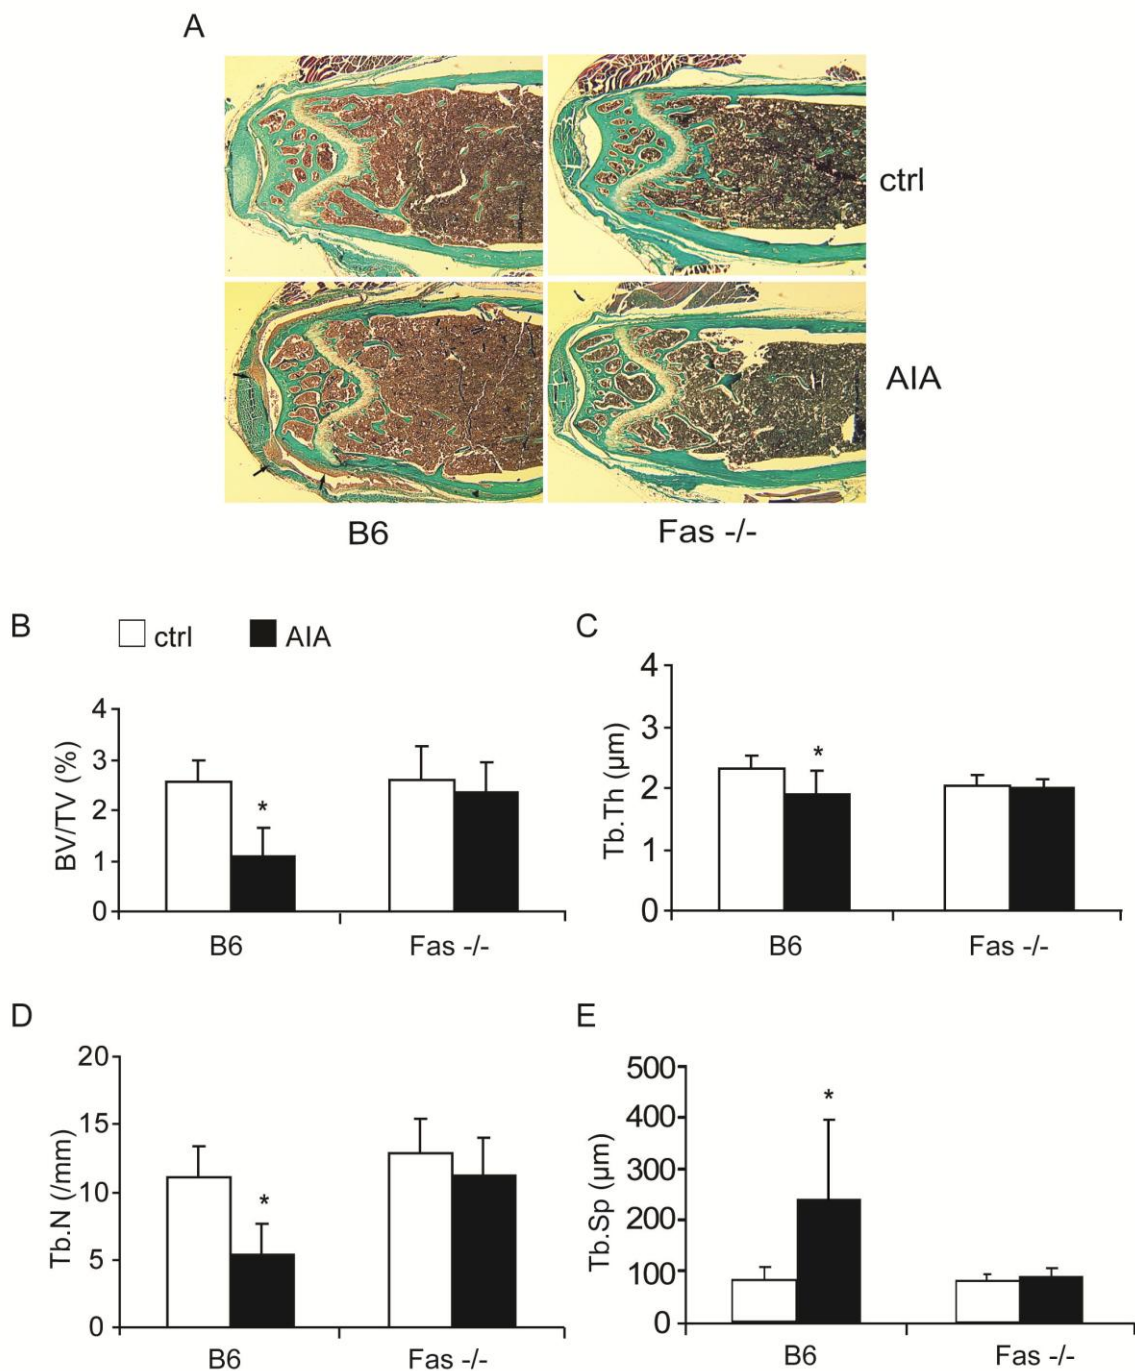 A
ctrl
AIA
B6 Fas -/-
B
ctrl AIA
BV/TV (%)
4
3
2
1
0
*
B6 Fas -/-
C
Tb.Th (μm)
4
3
2
1
0
*
B6 Fas -/-
D
Tb.N (/mm)
20
15
10
5
0
*
B6 Fas -/-
E
Tb.Sp (μm)
500
400
300
200
100
0
*
B6 Fas -/-